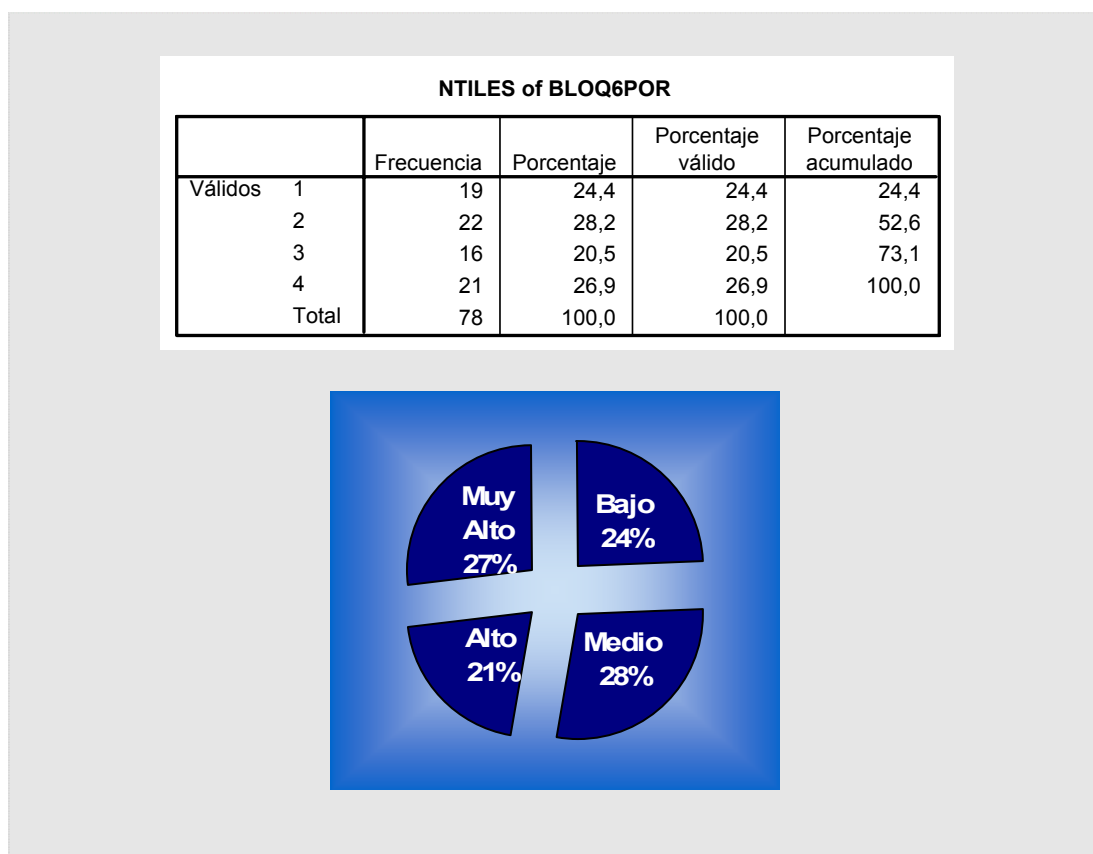 NTILES of BLOQ6POR
Frecuencia Porcentaje Porcentaje válido Porcentaje acumulado
Válidos 1 19 24,4 24,4 24,4
2 22 28,2 28,2 52,6
3 16 20,5 20,5 73,1
4 21 26,9 26,9 100,0
Total 78 100,0 100,0
Muy
Alto
27%
Bajo
24%
Alto
21%
Medio
28%